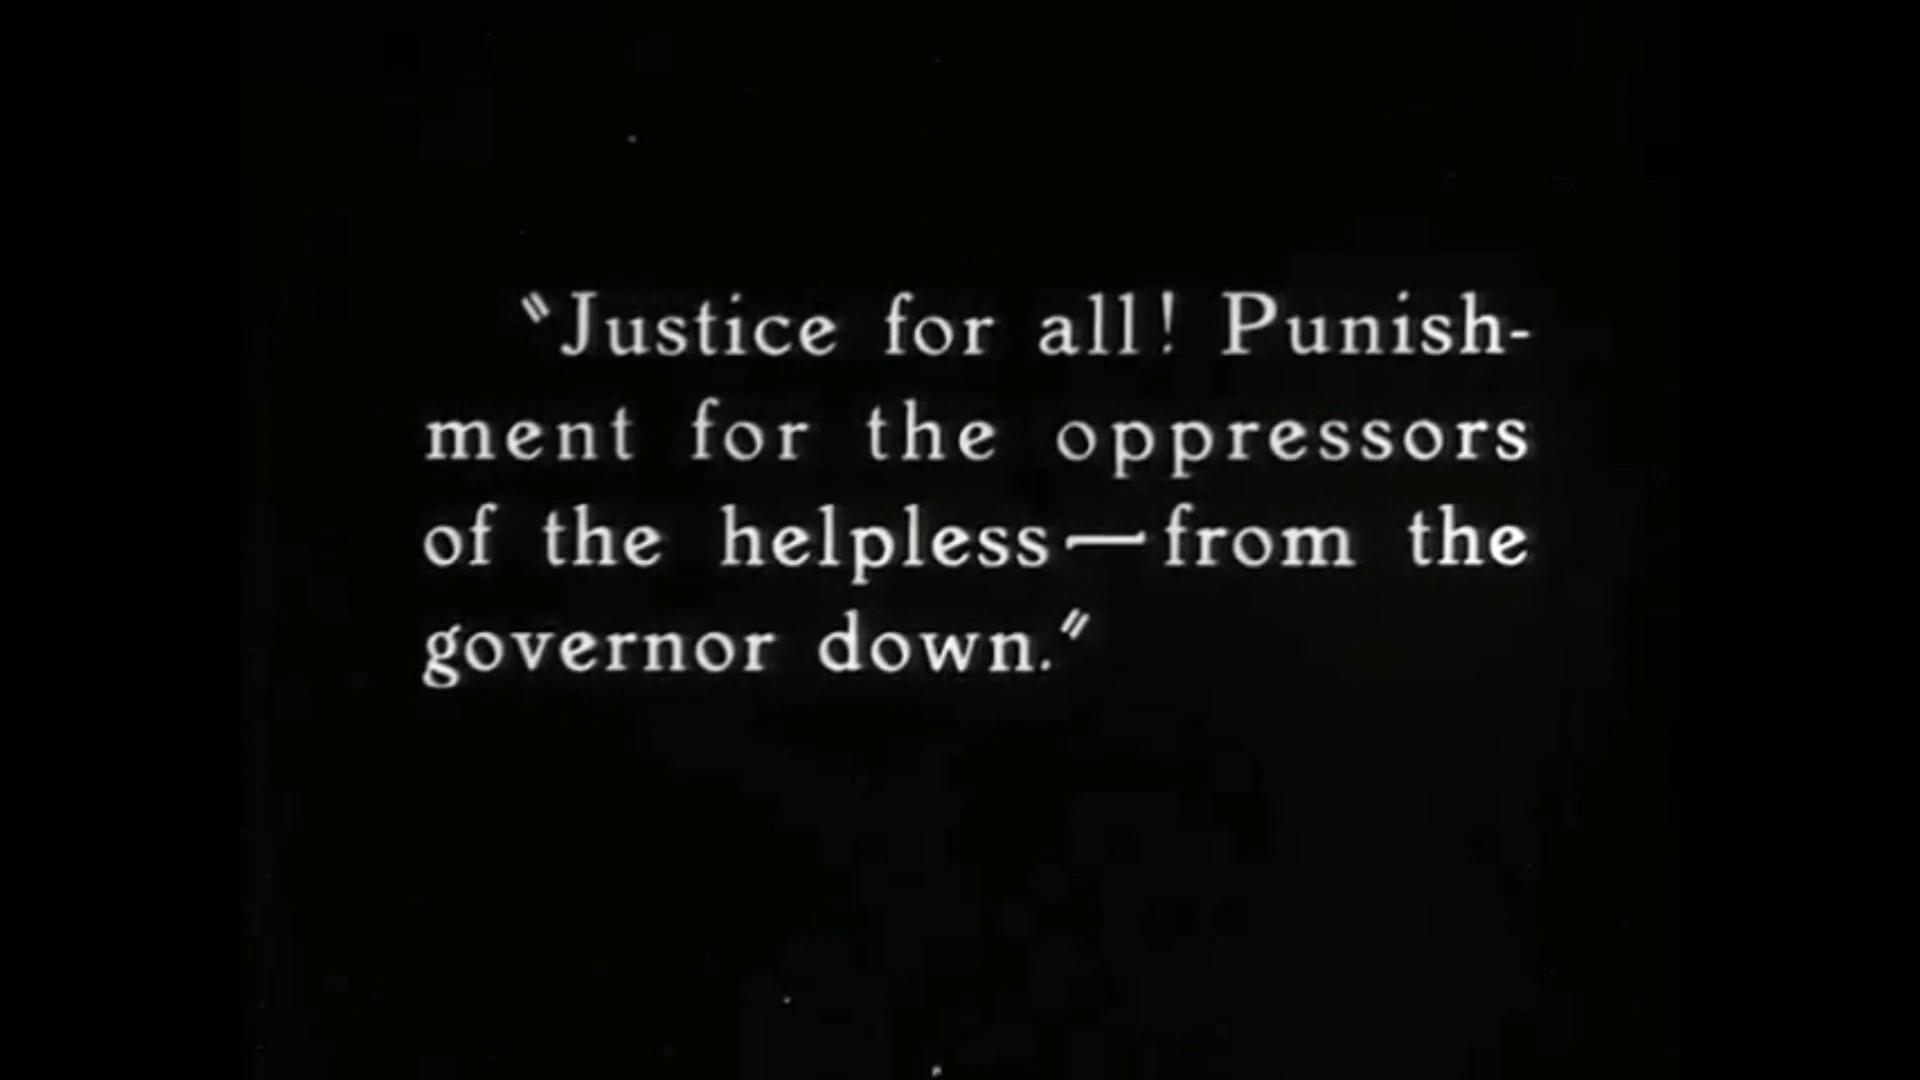 "Justice for all! Punish-
ment for the oppressors
of the helpless—from the
governor down."